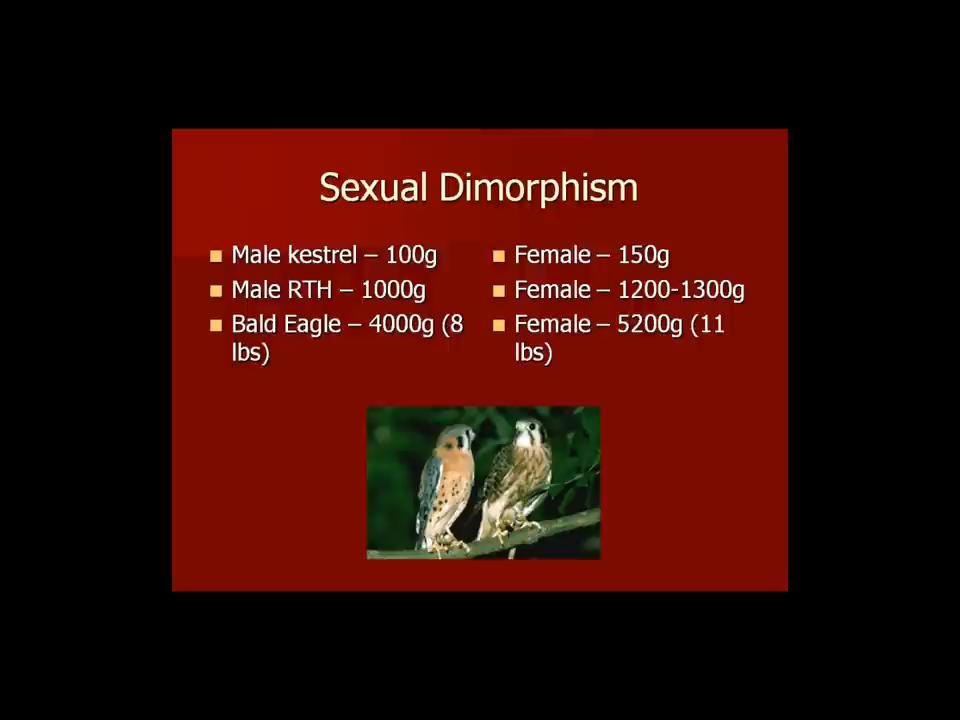 Sexual Dimorphism
Male kestrel – 100g
Male RTH – 1000g
Bald Eagle – 4000g (8
lbs)
Female – 150g
Female – 1200-1300g
Female – 5200g (11
lbs)